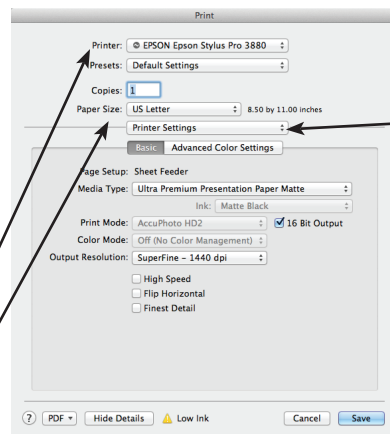 Print
Printer: EPSON Epson Stylus Pro 3880
Presets: Default Settings
Copies: 1
Paper Size: US Letter 8.50 by 11.00 inches
Printer Settings
Basic Advanced Color Settings
Page Setup: Sheet Feeder
Media Type: Ultra Premium Presentation Paper Matte
Ink: Matte Black
Print Mode: AccuPhoto HD2 16 Bit Output
Color Mode: Off (No Color Management)
Output Resolution: SuperFine - 1440 dpi
High Speed
Flip Horizontal
Finest Detail
? PDF Hide Details Low Ink Cancel Save